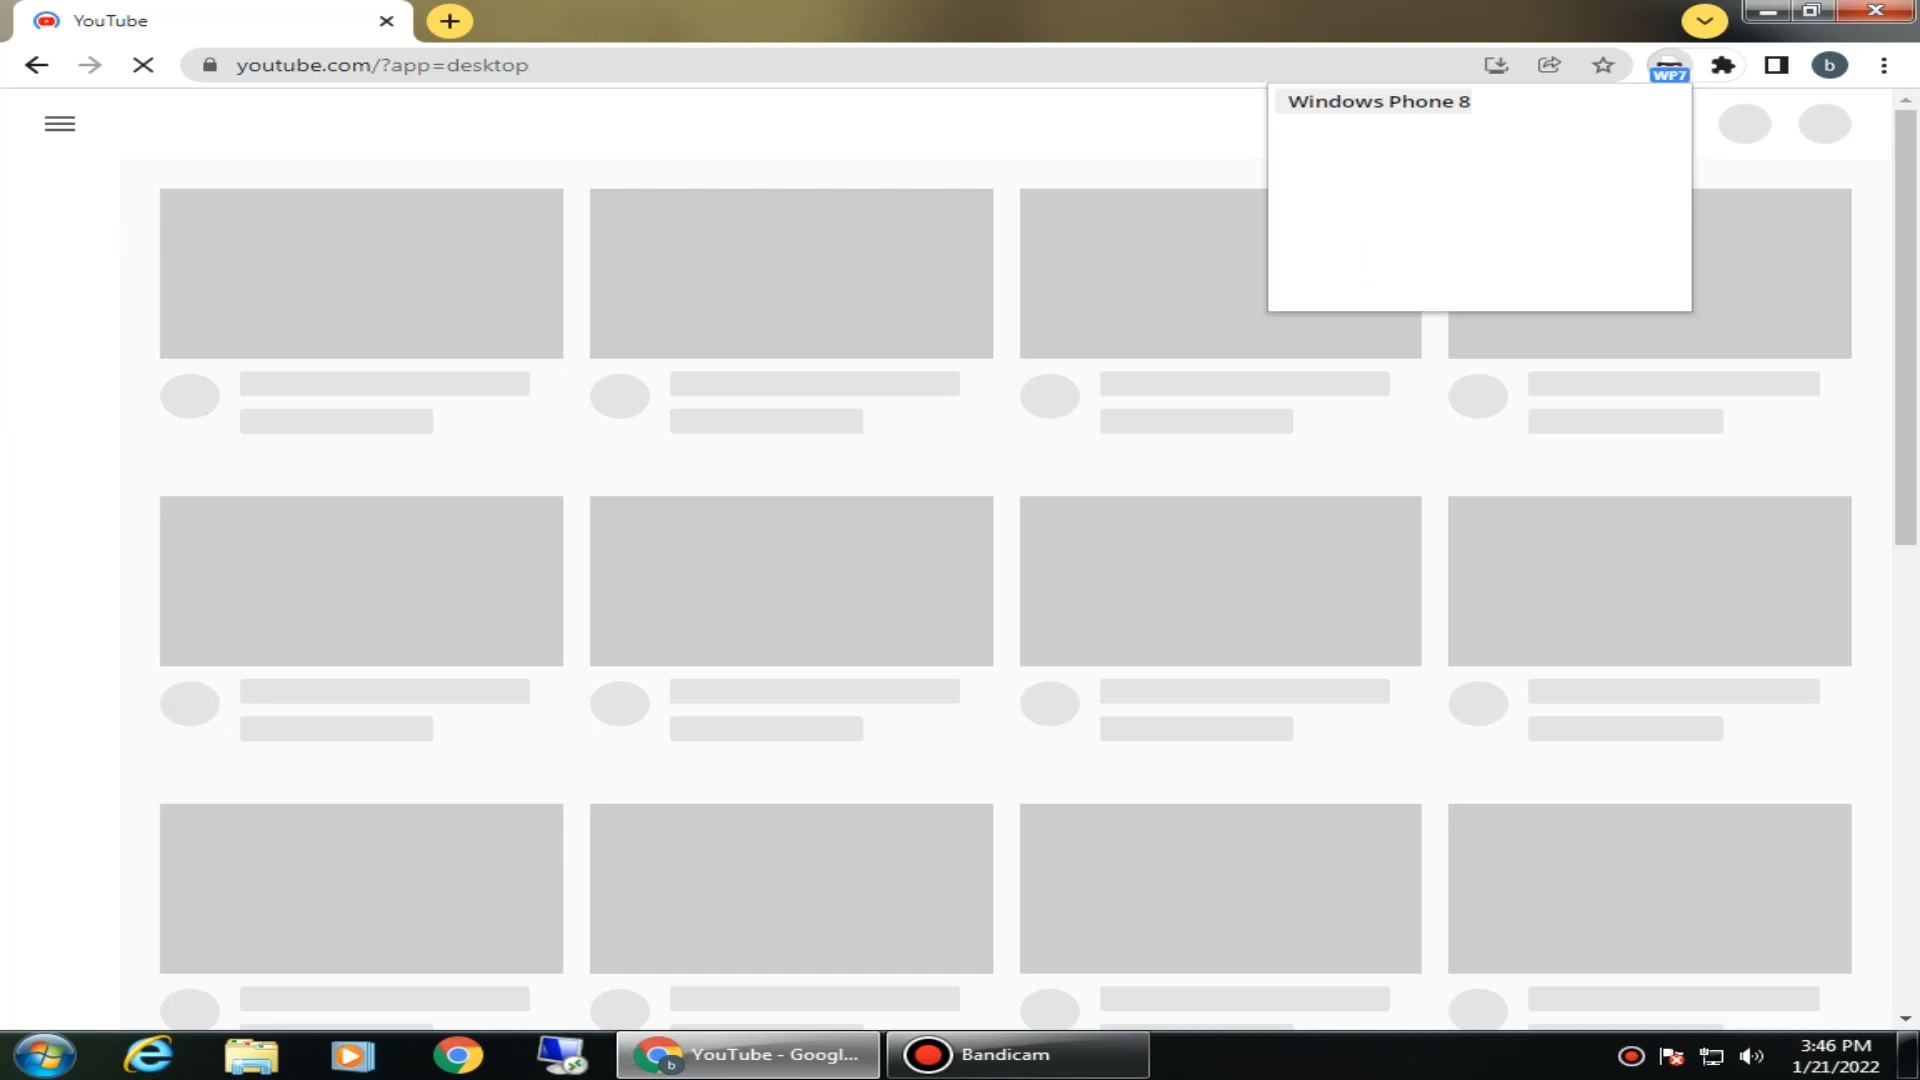 YouTube
youtube.com/?app=desktop
WP7
b
Windows Phone 8
b
YouTube - Googl...
Bandicam
3:46 PM
1/21/2022